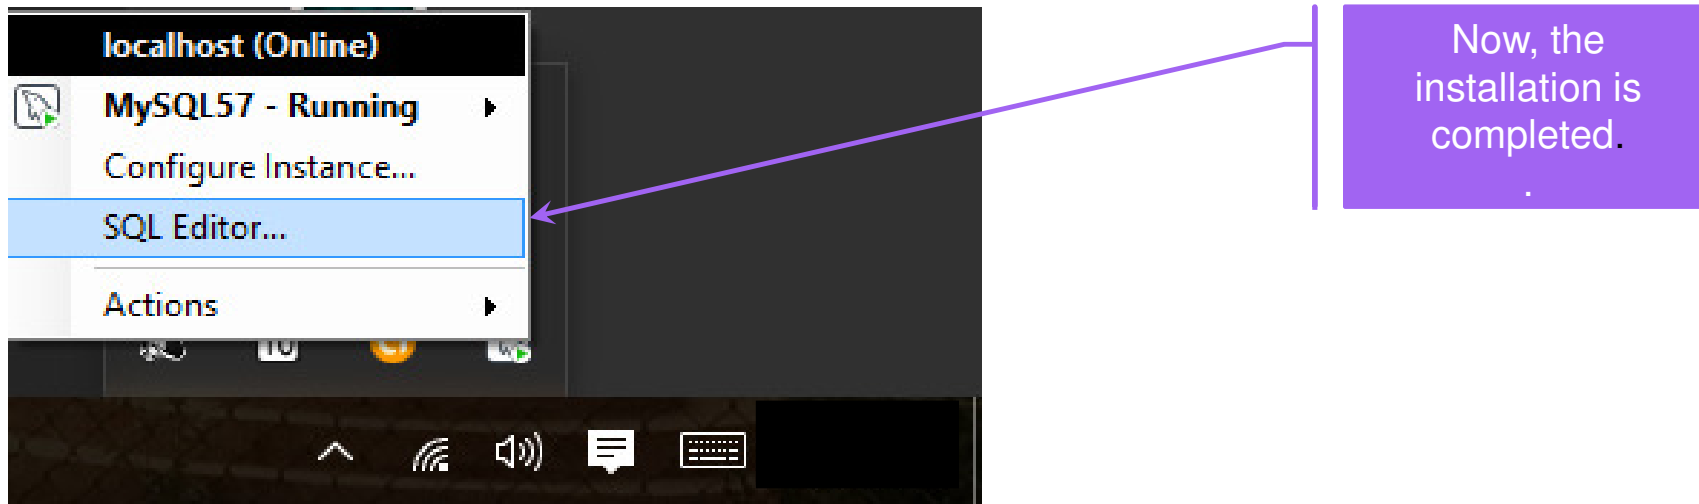 localhost (Online)
MySQL57 - Running
Configure Instance...
SQL Editor...
Actions
Now, the
installation is
completed.
.